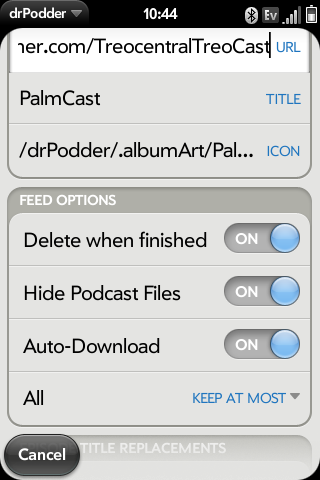 drPodder 10:44 Ev
ner.com/TreocentralTreoCast URL
PalmCast TITLE
/drPodder/.albumArt/Pal... ICON
FEED OPTIONS
Delete when finished ON
Hide Podcast Files ON
Auto-Download ON
All KEEP AT MOST
TITLE REPLACEMENTS
Cancel